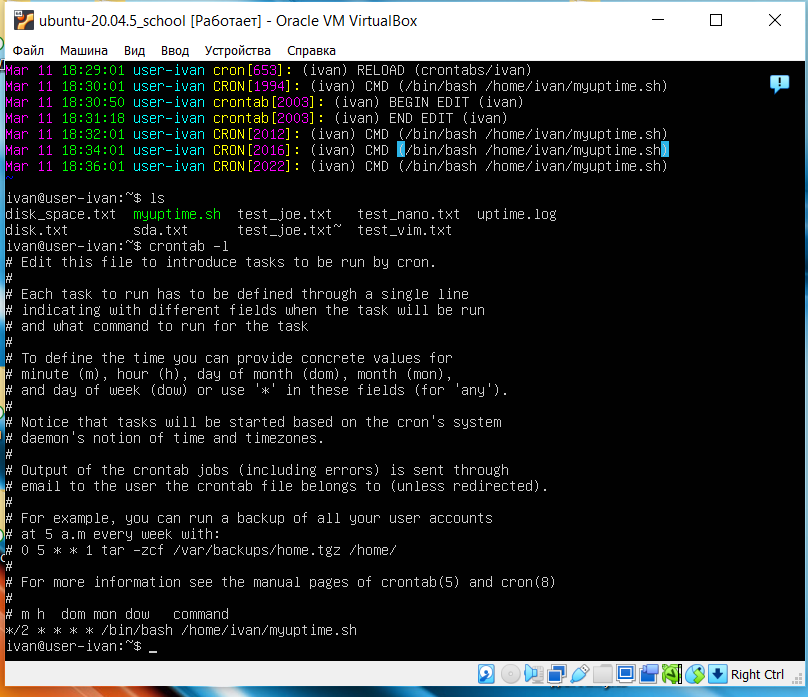 ubuntu-20.04.5_school [Работает] - Oracle VM VirtualBox
Файл Машина Вид Ввод Устройства Справка
Mar 11 18:29:01 user-ivan cron[653]: (ivan) RELOAD (crontabs/ivan)
Mar 11 18:30:01 user-ivan CRON[1994]: (ivan) CMD (/bin/bash /home/ivan/myuptime.sh)
Mar 11 18:30:50 user-ivan crontab[2003]: (ivan) BEGIN EDIT (ivan)
Mar 11 18:31:18 user-ivan crontab[2003]: (ivan) END EDIT (ivan)
Mar 11 18:32:01 user-ivan CRON[2012]: (ivan) CMD (/bin/bash /home/ivan/myuptime.sh)
Mar 11 18:34:01 user-ivan CRON[2016]: (ivan) CMD (/bin/bash /home/ivan/myuptime.sh)
Mar 11 18:36:01 user-ivan CRON[2022]: (ivan) CMD (/bin/bash /home/ivan/myuptime.sh)
~
ivan@user-ivan:~$ ls
disk_space.txt myuptime.sh test_joe.txt test_nano.txt uptime.log
disk.txt sda.txt test_joe.txt~ test_vim.txt
ivan@user-ivan:~$ crontab -l
# Edit this file to introduce tasks to be run by cron.
#
# Each task to run has to be defined through a single line
# indicating with different fields when the task will be run
# and what command to run for the task
#
# To define the time you can provide concrete values for
# minute (m), hour (h), day of month (dom), month (mon),
# and day of week (dow) or use '*' in these fields (for 'any').
#
# Notice that tasks will be started based on the cron's system
# daemon's notion of time and timezones.
#
# Output of the crontab jobs (including errors) is sent through
# email to the user the crontab file belongs to (unless redirected).
#
# For example, you can run a backup of all your user accounts
# at 5 a.m every week with:
# 0 5 * * 1 tar -zcf /var/backups/home.tgz /home/
#
# For more information see the manual pages of crontab(5) and cron(8)
#
# m h dom mon dow command
*/2 * * * * /bin/bash /home/ivan/myuptime.sh
ivan@user-ivan:~$ _
Right Ctrl